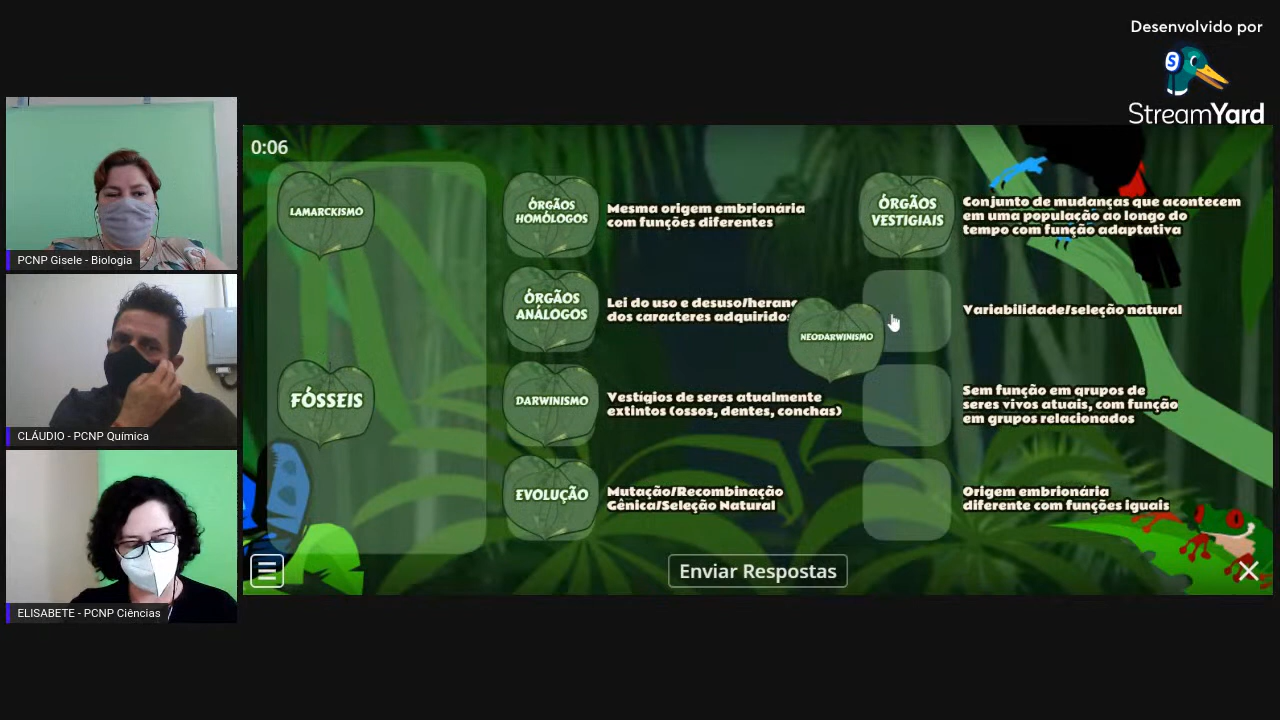 Desenvolvido por
StreamYard
PCNP Gisele - Biologia
CLÁUDIO - PCNP Química
ELISABETE - PCNP Ciências
0:06
LAMARCKISMO
FÓSSEIS
ÓRGÃOS
HOMÓLOGOS
Mesma origem embrionária
com funções diferentes
ÓRGÃOS
ANÁLOGOS
Lei do uso e desuso/heranç
dos caracteres adquiridos
NEODARWINISMO
DARWINISMO
Vestígios de seres atualmente
extintos (ossos, dentes, conchas)
EVOLUÇÃO
Mutação/Recombinação
Gênica/Seleção Natural
ÓRGÃOS
VESTIGIAIS
Conjunto de mudanças que acontecem
em uma população ao longo do
tempo com função adaptativa
Variabilidade/seleção natural
Sem função em grupos de
seres vivos atuais, com função
em grupos relacionados
Origem embrionária
diferente com funções iguais
Enviar Respostas